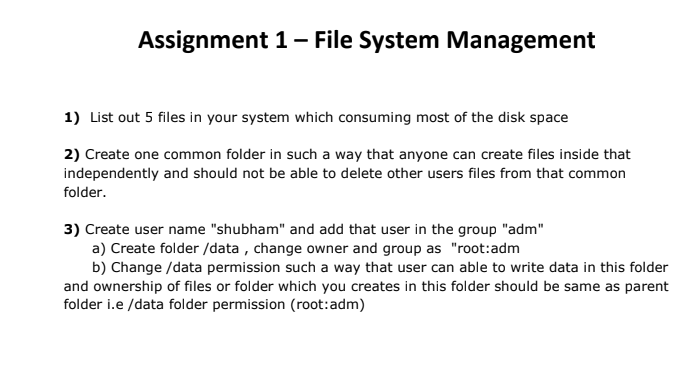 Assignment 1 – File System Management
1) List out 5 files in your system which consuming most of the disk space
2) Create one common folder in such a way that anyone can create files inside that
independently and should not be able to delete other users files from that common
folder.
3) Create user name "shubham" and add that user in the group "adm"
a) Create folder /data , change owner and group as "root:adm
b) Change /data permission such a way that user can able to write data in this folder
and ownership of files or folder which you creates in this folder should be same as parent
folder i.e /data folder permission (root:adm)